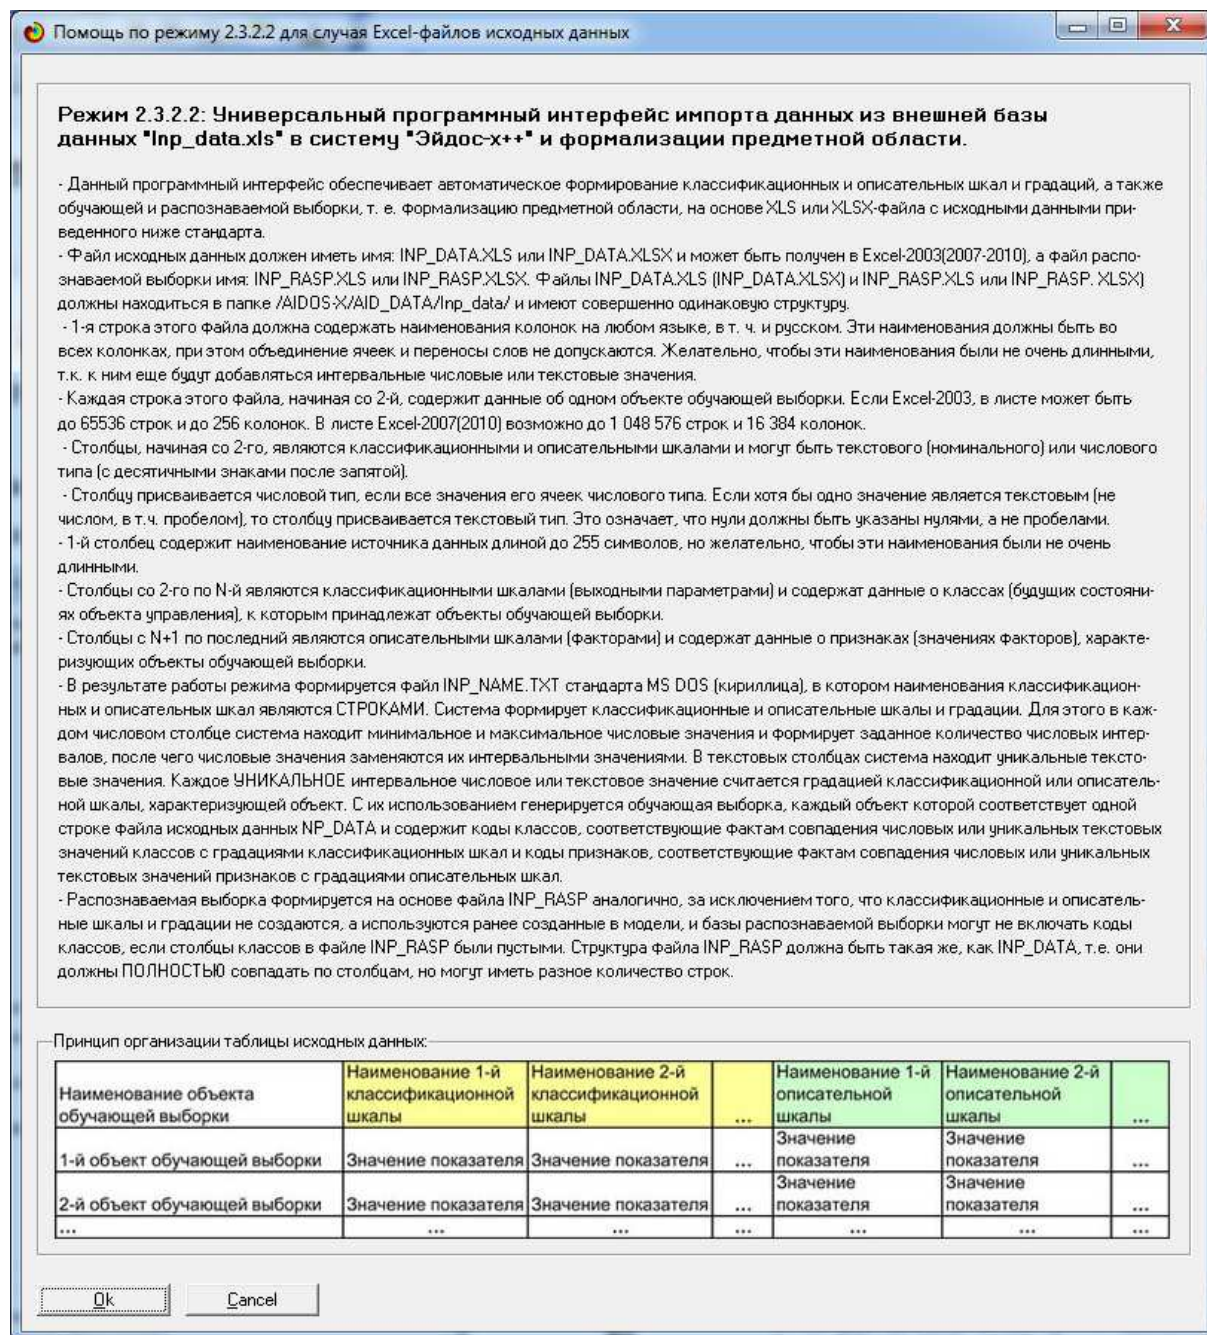 Помощь по режиму 2.3.2.2 для случая Excel-файлов исходных данных
Режим 2.3.2.2: Универсальный программный интерфейс импорта данных из внешней базы
данных "Inp_data.xls" в систему "Эйдос-x++" и формализации предметной области.
- Данный программный интерфейс обеспечивает автоматическое формирование классификационных и описательных шкал и градаций, а также
обучающей и распознаваемой выборки, т. е. формализацию предметной области, на основе XLS или XLSX-файла с исходными данными при-
веденного ниже стандарта.
- Файл исходных данных должен иметь имя: INP_DATA.XLS или INP_DATA.XLSX и может быть получен в Excel-2003(2007-2010), а файл распо-
знаваемой выборки имя: INP_RASP.XLS или INP_RASP.XLSX. Файлы INP_DATA.XLS (INP_DATA.XLSX) и INP_RASP.XLS или INP_RASP. XLSX)
должны находиться в папке /AIDOS-X/AID_DATA/Inp_data/ и имеют совершенно одинаковую структуру.
- 1-я строка этого файла должна содержать наименования колонок на любом языке, в т. ч. и русском. Эти наименования должны быть во
всех колонках, при этом объединение ячеек и переносы слов не допускаются. Желательно, чтобы эти наименования были не очень длинными,
т.к. к ним еще будут добавляться интервальные числовые или текстовые значения.
- Каждая строка этого файла, начиная со 2-й, содержит данные об одном объекте обучающей выборки. Если Excel-2003, в листе может быть
до 65536 строк и до 256 колонок. В листе Excel-2007(2010) возможно до 1 048 576 строк и 16 384 колонок.
- Столбцы, начиная со 2-го, являются классификационными и описательными шкалами и могут быть текстового (номинального) или числового
типа (с десятичными знаками после запятой).
- Столбцу присваивается числовой тип, если все значения его ячеек числового типа. Если хотя бы одно значение является текстовым (не
числом, в т.ч. пробелом), то столбцу присваивается текстовый тип. Это означает, что нули должны быть указаны нулями, а не пробелами.
- 1-й столбец содержит наименование источника данных длиной до 255 символов, но желательно, чтобы эти наименования были не очень
длинными.
- Столбцы со 2-го по N-й являются классификационными шкалами (выходными параметрами) и содержат данные о классах (будущих состояни-
ях объекта управления), к которым принадлежат объекты обучающей выборки.
- Столбцы с N+1 по последний являются описательными шкалами (факторами) и содержат данные о признаках (значениях факторов), характе-
ризующих объекты обучающей выборки.
- В результате работы режима формируется файл INP_NAME.TXT стандарта MS DOS (кириллица), в котором наименования классификацион-
ных и описательных шкал являются СТРОКАМИ. Система формирует классификационные и описательные шкалы и градации. Для этого в каж-
дом числовом столбце система находит минимальное и максимальное числовые значения и формирует заданное количество числовых интер-
валов, после чего числовые значения заменяются их интервальными значениями. В текстовых столбцах система находит уникальные тексто-
вые значения. Каждое УНИКАЛЬНОЕ интервальное числовое или текстовое значение считается градацией классификационной или описатель-
ной шкалы, характеризующей объект. С их использованием генерируется обучающая выборка, каждый объект которой соответствует одной
строке файла исходных данных NP_DATA и содержит коды классов, соответствующие фактам совпадения числовых или уникальных текстовых
значений классов с градациями классификационных шкал и коды признаков, соответствующие фактам совпадения числовых или уникальных
текстовых значений признаков с градациями описательных шкал.
- Распознаваемая выборка формируется на основе файла INP_RASP аналогично, за исключением того, что классификационные и описатель-
ные шкалы и градации не создаются, а используются ранее созданные в модели, и базы распознаваемой выборки могут не включать коды
классов, если столбцы классов в файле INP_RASP были пустыми. Структура файла INP_RASP должна быть такая же, как INP_DATA, т.е. они
должны ПОЛНОСТЬЮ совпадать по столбцам, но могут иметь разное количество строк.
Принцип организации таблицы исходных данных:
Наименование 1-й Наименование 2-й Наименование 1-й Наименование 2-й
Наименование объекта классификационной классификационной описательной описательной
обучающей выборки шкалы шкалы ... шкалы шкалы ...
Значение Значение
1-й объект обучающей выборки Значение показателя Значение показателя ... показателя показателя ...
Значение Значение
2-й объект обучающей выборки Значение показателя Значение показателя ... показателя показателя ...
... ... ... ... ... ... ...
Ok Cancel